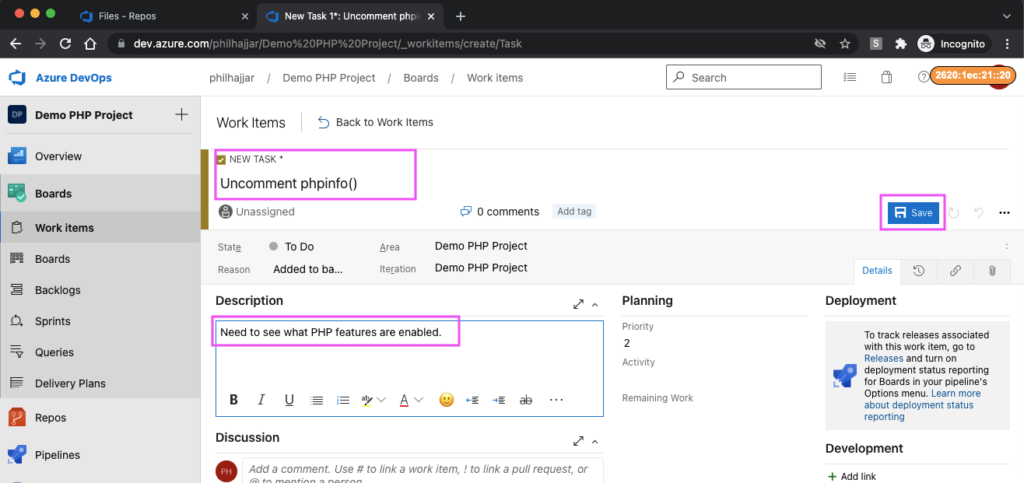 Files - Repos
New Task 1*: Uncomment phpi
dev.azure.com/philhajjar/Demo%20PHP%20Project/_workitems/create/Task
S
Incognito
Azure DevOps
philhajjar / Demo PHP Project / Boards / Work items
Search
2620:1ec:21::20
DP
Demo PHP Project
Overview
Boards
Work items
Boards
Backlogs
Sprints
Queries
Delivery Plans
Repos
Pipelines
Work Items
Back to Work Items
NEW TASK *
Uncomment phpinfo()
Unassigned
0 comments
Add tag
Save
State
To Do
Area
Demo PHP Project
Reason
Added to ba...
Iteration
Demo PHP Project
Details
Description
Need to see what PHP features are enabled.
B I U
A
ab
Discussion
PH
Add a comment. Use # to link a work item, ! to link a pull request, or
@ to mention a person.
Planning
Priority
2
Activity
Remaining Work
Deployment
To track releases associated
with this work item, go to
Releases and turn on
deployment status reporting
for Boards in your pipeline's
Options menu. Learn more
about deployment status
reporting
Development
+ Add link